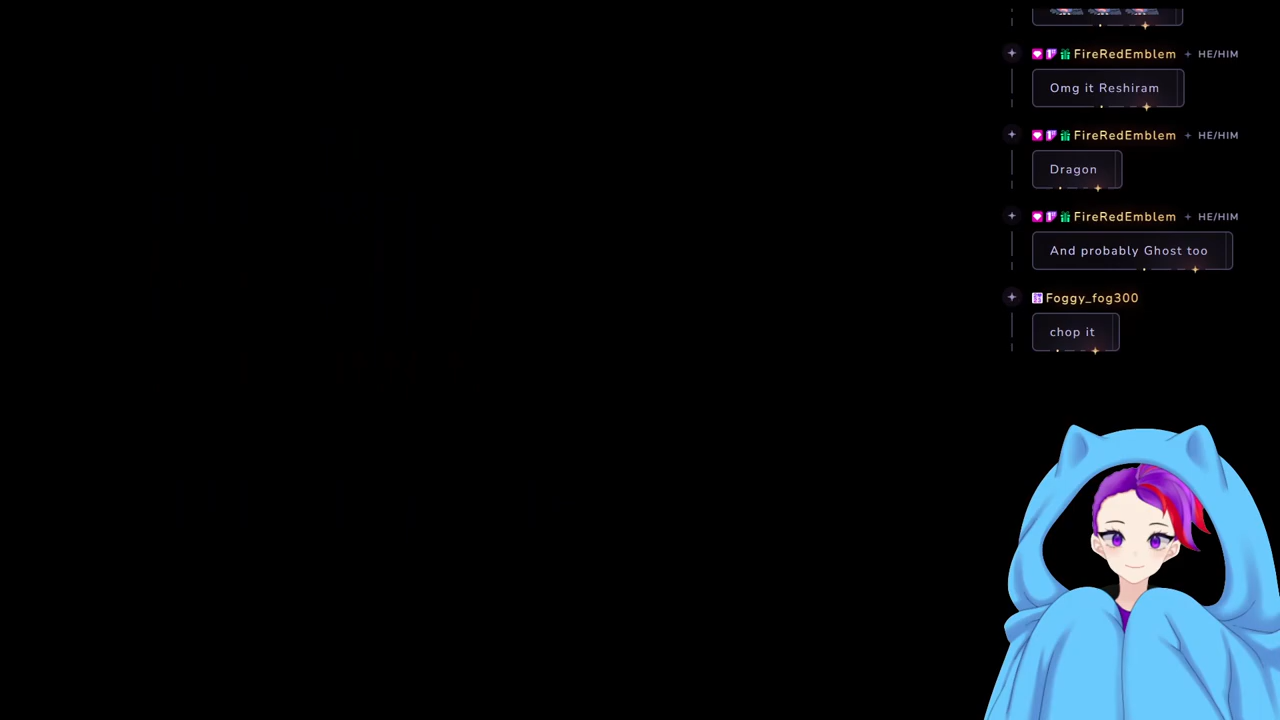 FireRedEmblem + HE/HIM
Omg it Reshiram
FireRedEmblem + HE/HIM
Dragon
FireRedEmblem + HE/HIM
And probably Ghost too
Foggy_fog300
chop it